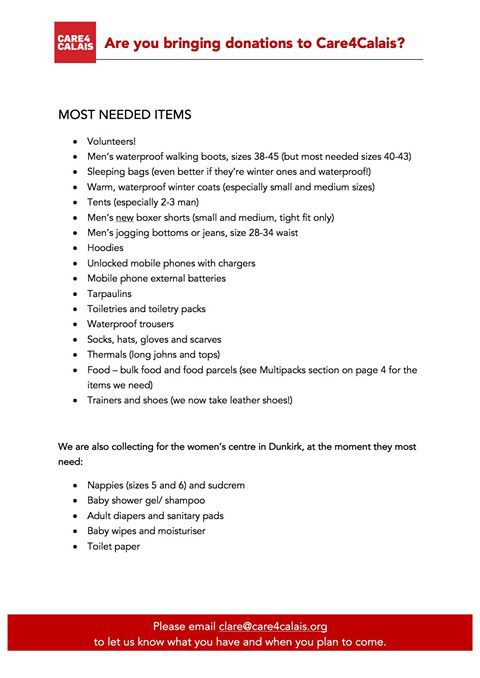 CARE4
CALAIS
Are you bringing donations to Care4Calais?
MOST NEEDED ITEMS
• Volunteers!
• Men's waterproof walking boots, sizes 38-45 (but most needed sizes 40-43)
• Sleeping bags (even better if they're winter ones and waterproof!)
• Warm, waterproof winter coats (especially small and medium sizes)
• Tents (especially 2-3 man)
• Men's new boxer shorts (small and medium, tight fit only)
• Men's jogging bottoms or jeans, size 28-34 waist
• Hoodies
• Unlocked mobile phones with chargers
• Mobile phone external batteries
• Tarpaulins
• Toiletries and toiletry packs
• Waterproof trousers
• Socks, hats, gloves and scarves
• Thermals (long johns and tops)
• Food – bulk food and food parcels (see Multipacks section on page 4 for the
items we need)
• Trainers and shoes (we now take leather shoes!)
We are also collecting for the women's centre in Dunkirk, at the moment they most
need:
• Nappies (sizes 5 and 6) and sudcrem
• Baby shower gel/ shampoo
• Adult diapers and sanitary pads
• Baby wipes and moisturiser
• Toilet paper
Please email clare@care4calais.org
to let us know what you have and when you plan to come.